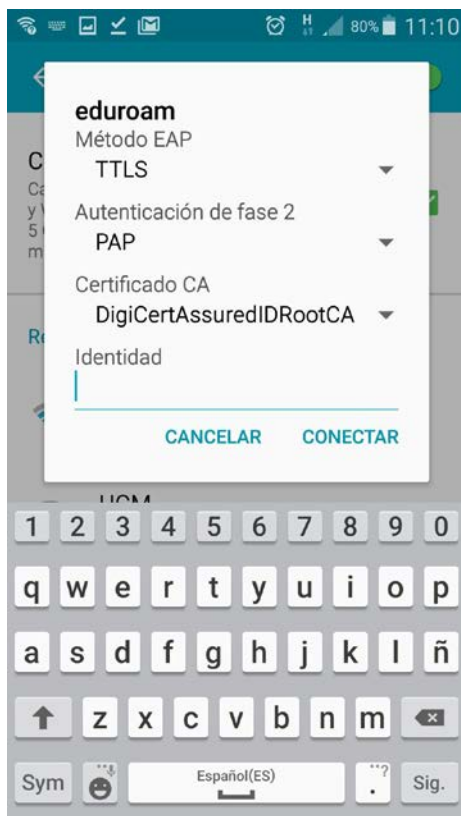 80% 11:10
eduroam
Método EAP
TTLS
Autenticación de fase 2
PAP
Certificado CA
DigiCertAssuredIDRootCA
Identidad
CANCELAR CONECTAR
1 2 3 4 5 6 7 8 9 0
q w e r t y u i o p
a s d f g h j k l ñ
z x c v b n m
Sym Español(ES) . Sig.